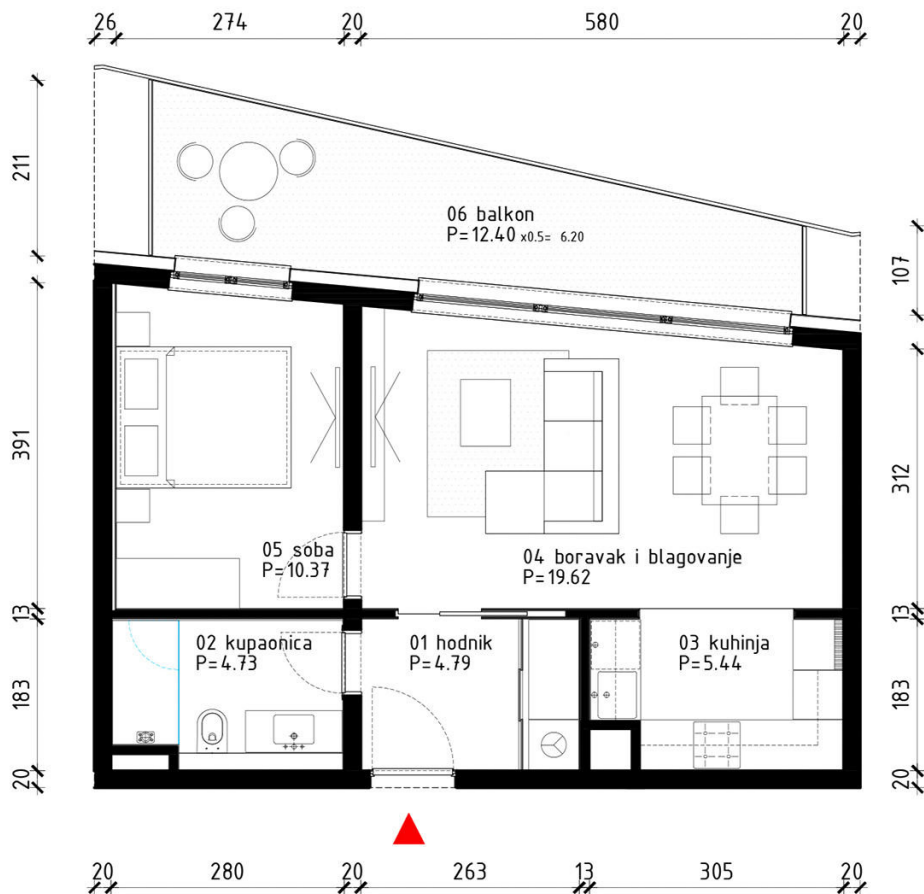 26 274 20 580 20
211
06 balkon
P=12.40 x0.5= 6.20
107
391
312
05 soba
P=10.37
04 boravak i blagovanje
P=19.62
13
13
02 kupaonica
P=4.73
01 hodnik
P=4.79
03 kuhinja
P=5.44
183
183
20
20
20 280 20 263 13 305 20